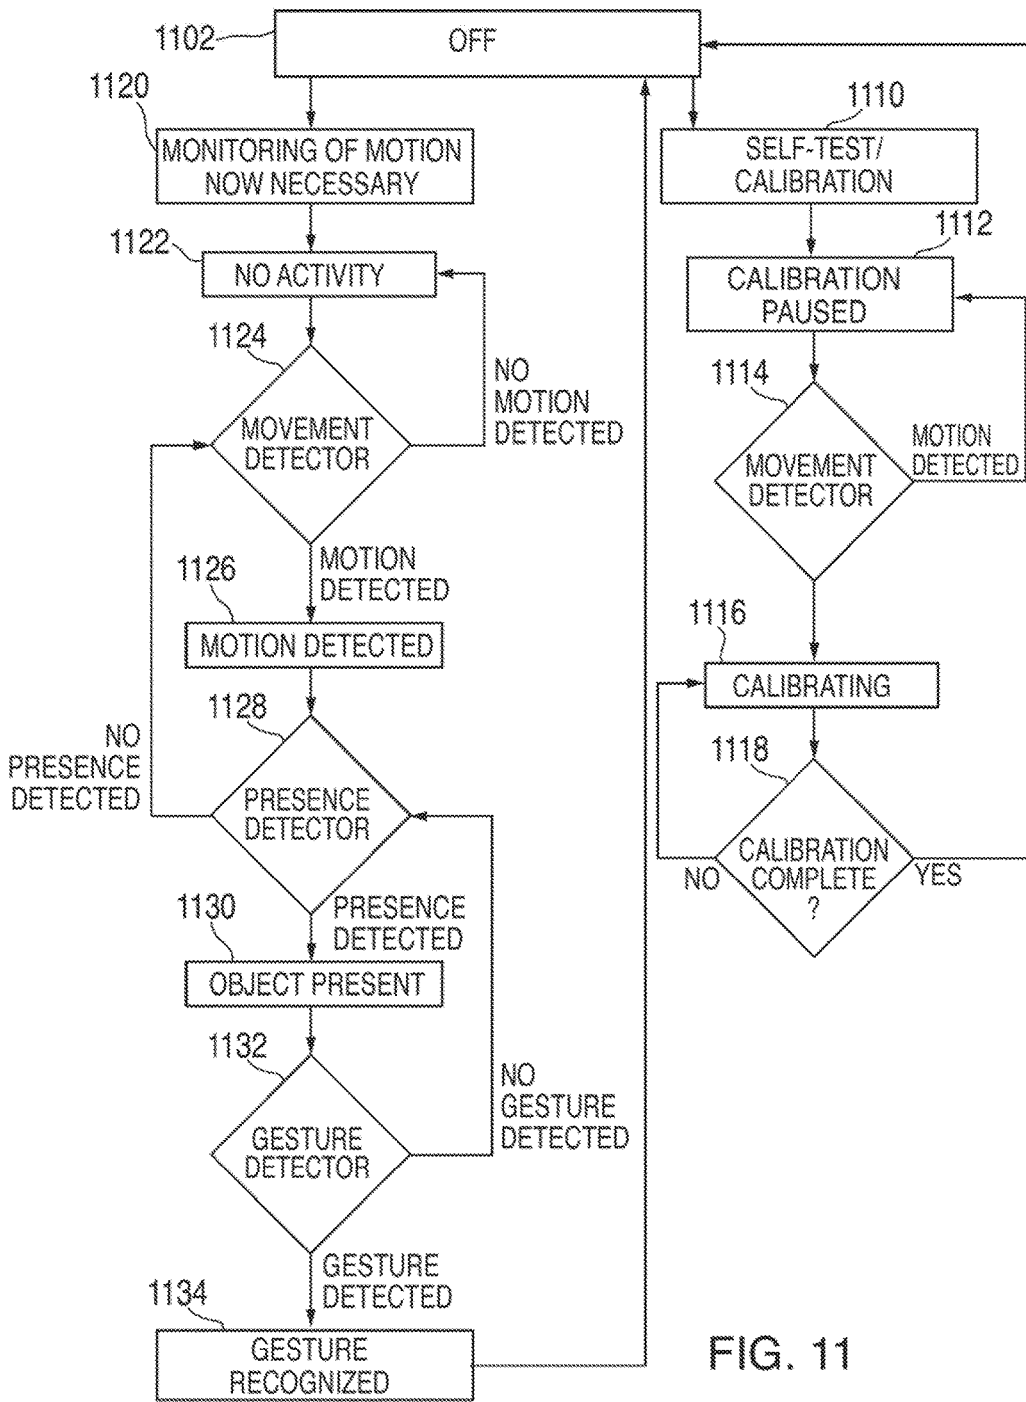 1102
OFF
1120
MONITORING OF MOTION
NOW NECESSARY
1122
NO ACTIVITY
1124
MOVEMENT
DETECTOR
NO
MOTION
DETECTED
MOTION
DETECTED
1126
MOTION DETECTED
1128
PRESENCE
DETECTOR
NO
PRESENCE
DETECTED
PRESENCE
DETECTED
1130
OBJECT PRESENT
1132
GESTURE
DETECTOR
NO
GESTURE
DETECTED
GESTURE
DETECTED
1134
GESTURE
RECOGNIZED
1110
SELF-TEST/
CALIBRATION
1112
CALIBRATION
PAUSED
1114
MOVEMENT
DETECTOR
MOTION
DETECTED
1116
CALIBRATING
1118
CALIBRATION
COMPLETE
?
NO
YES
FIG. 11